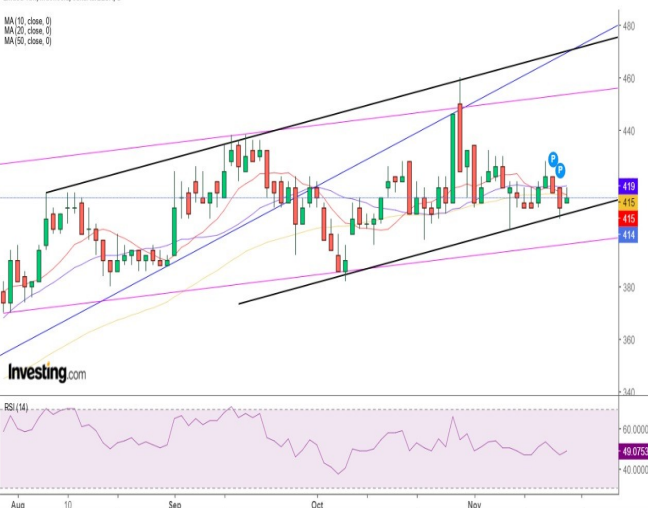 MA (10, close, 0)
MA (20, close, 0)
MA (50, close, 0)
480
460
440
419
415
415
414
380
360
340
P
P
Investing.com
RSI (14)
60.0000
49.0753
40.0000
Aug
10
Sep
Oct
Nov